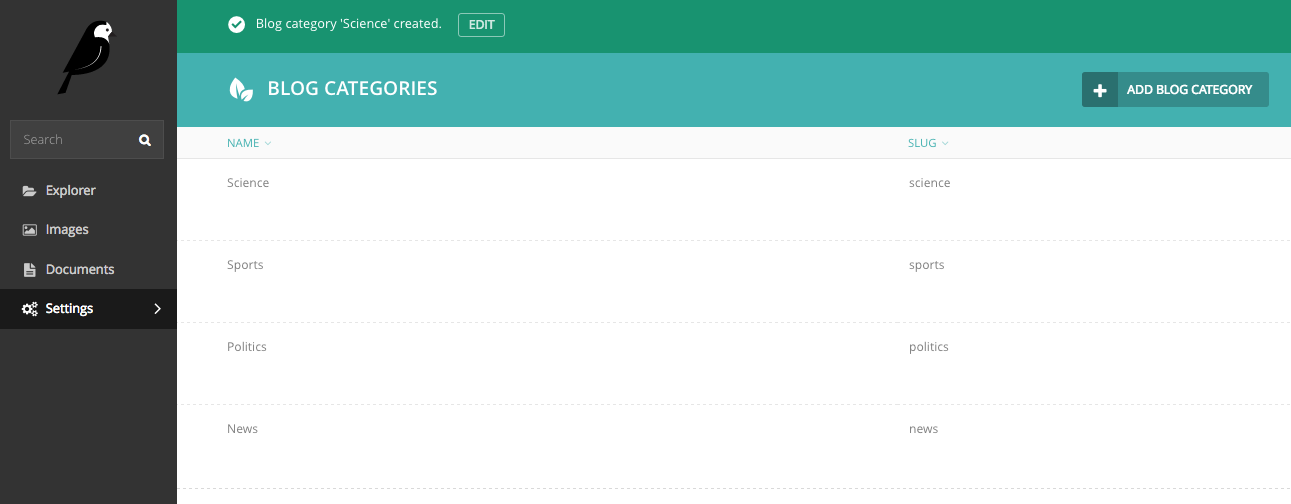 Blog category 'Science' created. EDIT
BLOG CATEGORIES
ADD BLOG CATEGORY
Search
Explorer
Images
Documents
Settings
NAME SLUG
Science science
Sports sports
Politics politics
News news